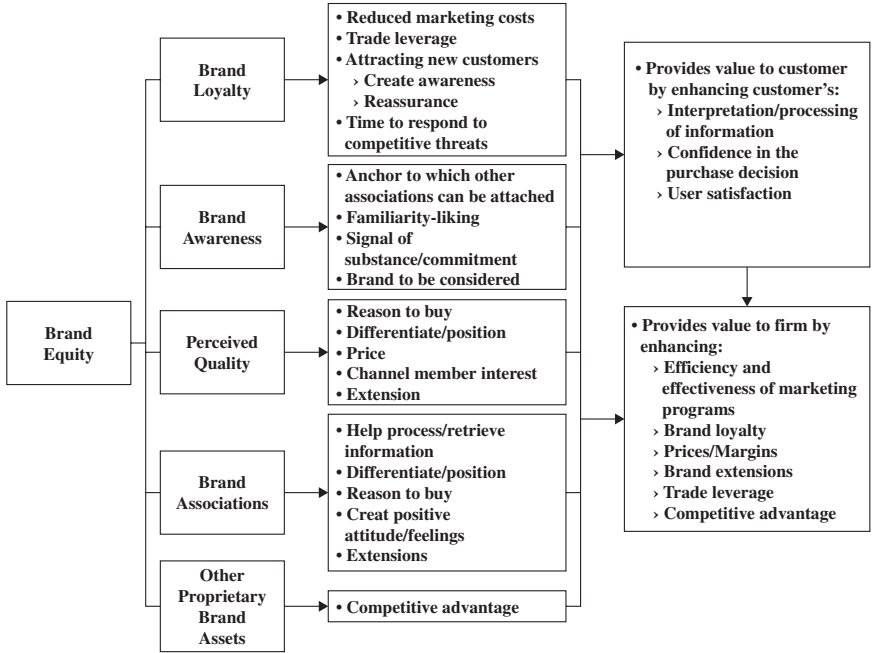 Brand
Equity
Brand
Loyalty
• Reduced marketing costs
• Trade leverage
• Attracting new customers
› Create awareness
› Reassurance
• Time to respond to
competitive threats
Brand
Awareness
• Anchor to which other
associations can be attached
• Familiarity-liking
• Signal of
substance/commitment
• Brand to be considered
Perceived
Quality
• Reason to buy
• Differentiate/position
• Price
• Channel member interest
• Extension
Brand
Associations
• Help process/retrieve
information
• Differentiate/position
• Reason to buy
• Creat positive
attitude/feelings
• Extensions
Other
Proprietary
Brand
Assets
• Competitive advantage
• Provides value to customer
by enhancing customer's:
› Interpretation/processing
of information
› Confidence in the
purchase decision
› User satisfaction
• Provides value to firm by
enhancing:
› Efficiency and
effectiveness of marketing
programs
› Brand loyalty
› Prices/Margins
› Brand extensions
› Trade leverage
› Competitive advantage